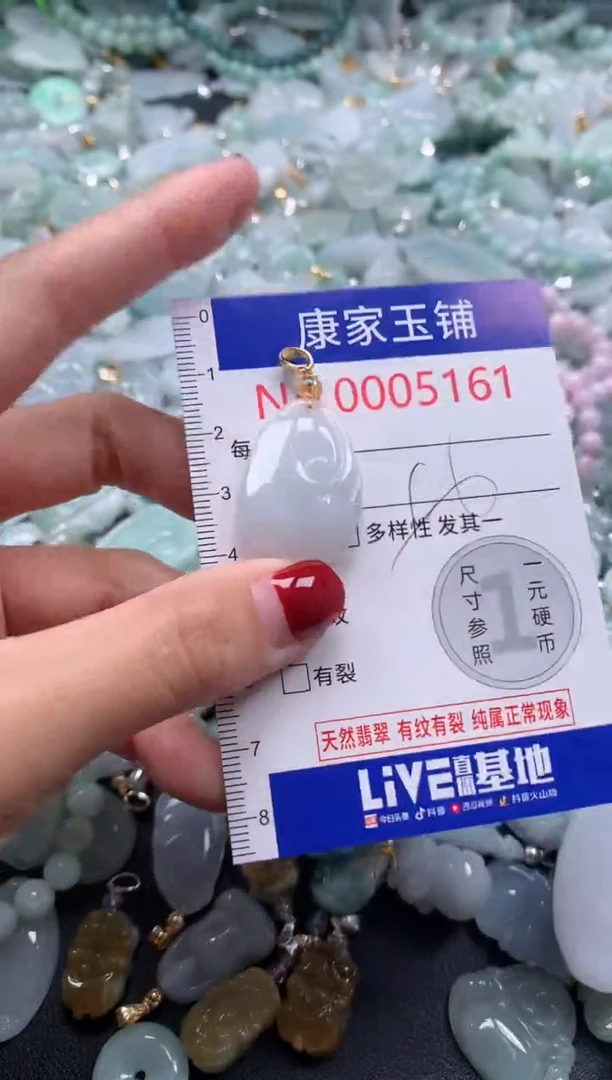 康家玉铺
0005161
每
多样性 发其一
尺寸参照
一元硬币
1
有裂
天然翡翠 有纹有裂 纯属正常现象
LiVE直播基地
今日头条 抖音 西瓜视频 抖音火山版
0
1
2
3
4
7
8